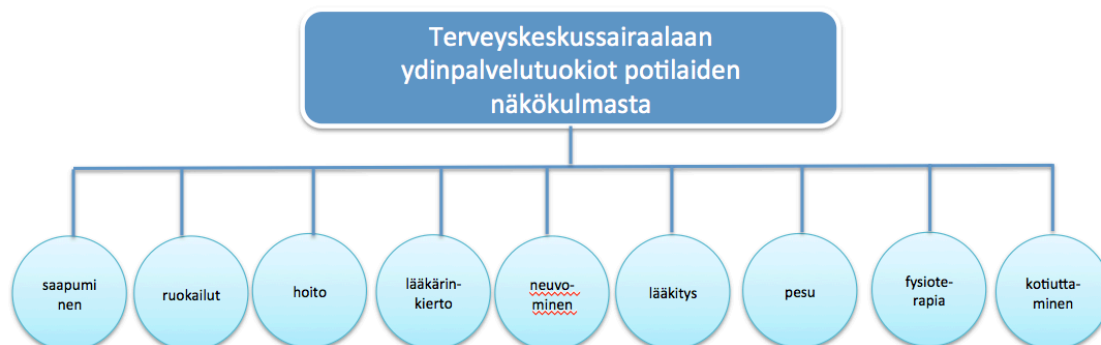 Terveyskeskussairaalaan
ydinpalvelutuokiot potilaiden
näkökulmasta
saapumi
nen
ruokailut
hoito
lääkärin-
kierto
neuvo-
minen
lääkitys
pesu
fysiote-
rapia
kotiutta-
minen